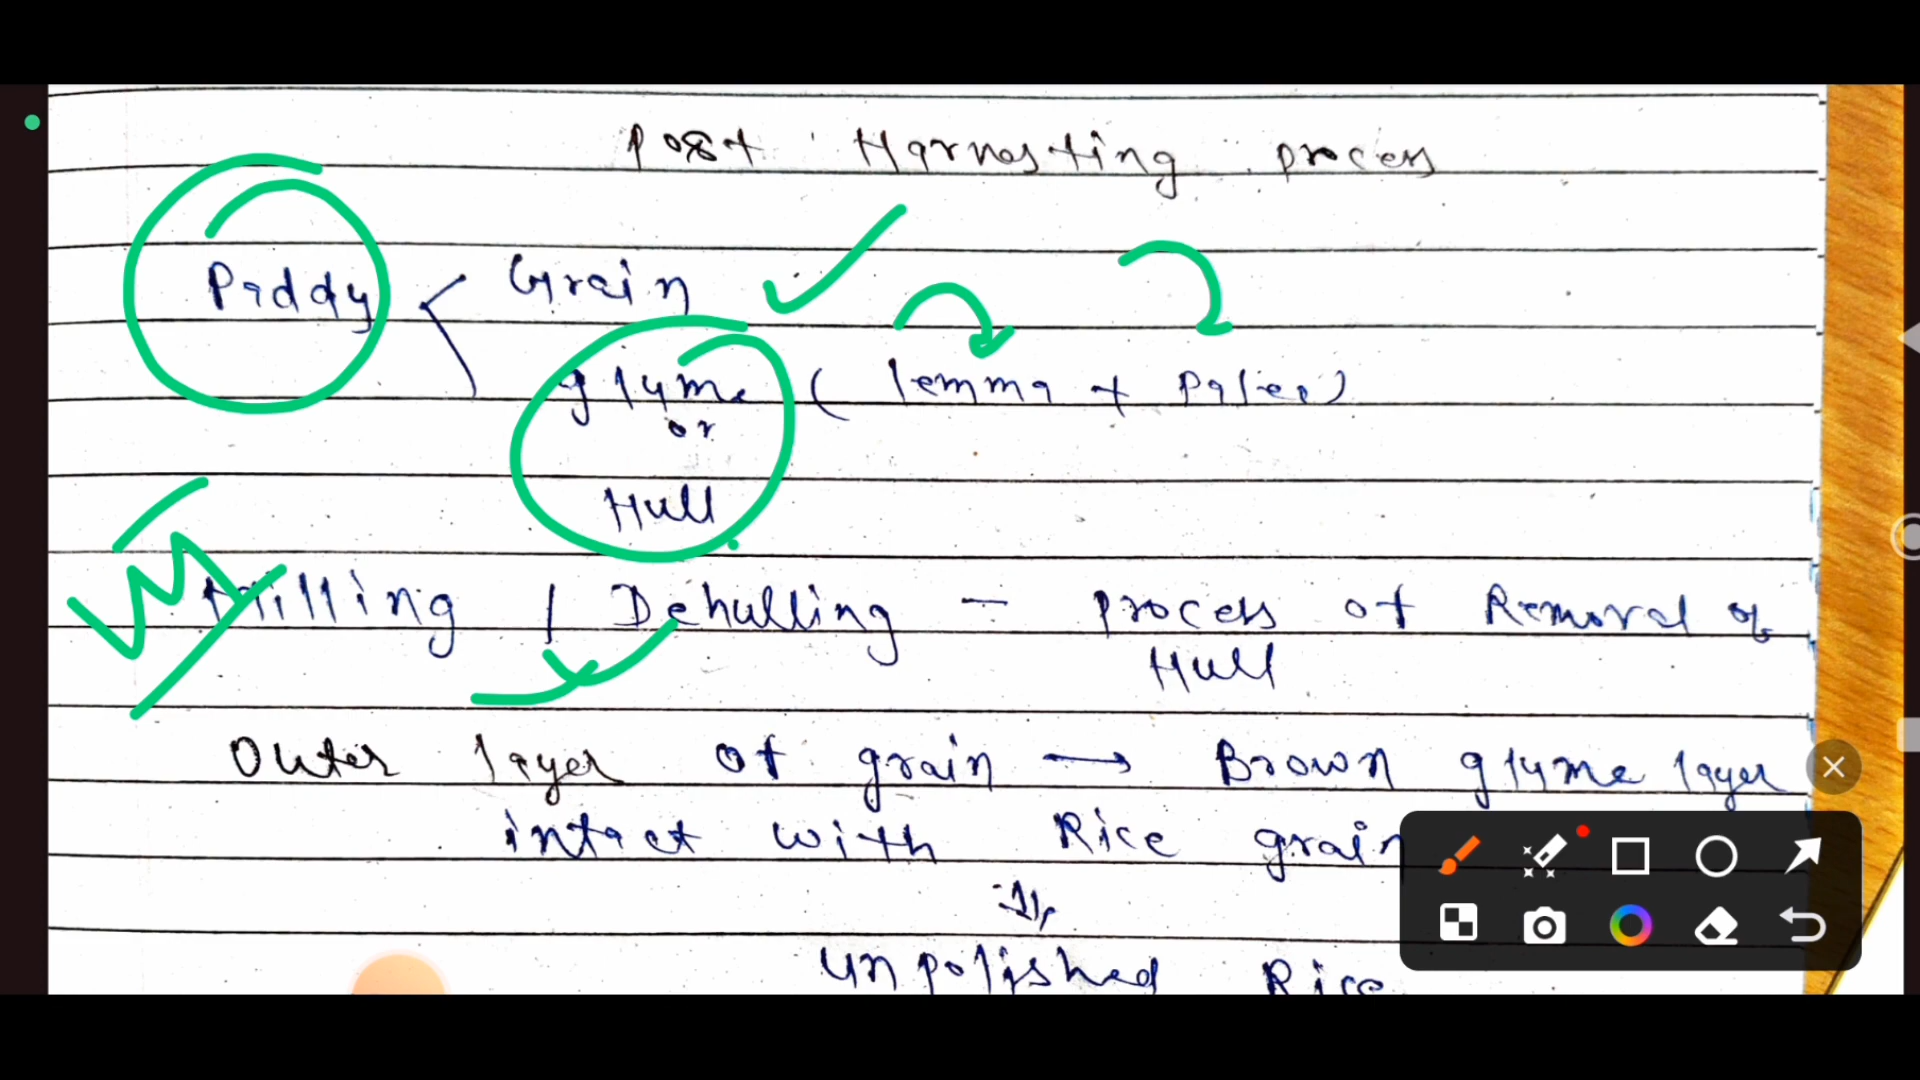 Post Harvesting process
Paddy < Grain
glume ( lemma + Palea)
or
Hull
Milling / Dehulling - Process of Removal of
Hull
Outer layer of grain → Brown glume layer
intact with Rice grain
Unpolished Rice